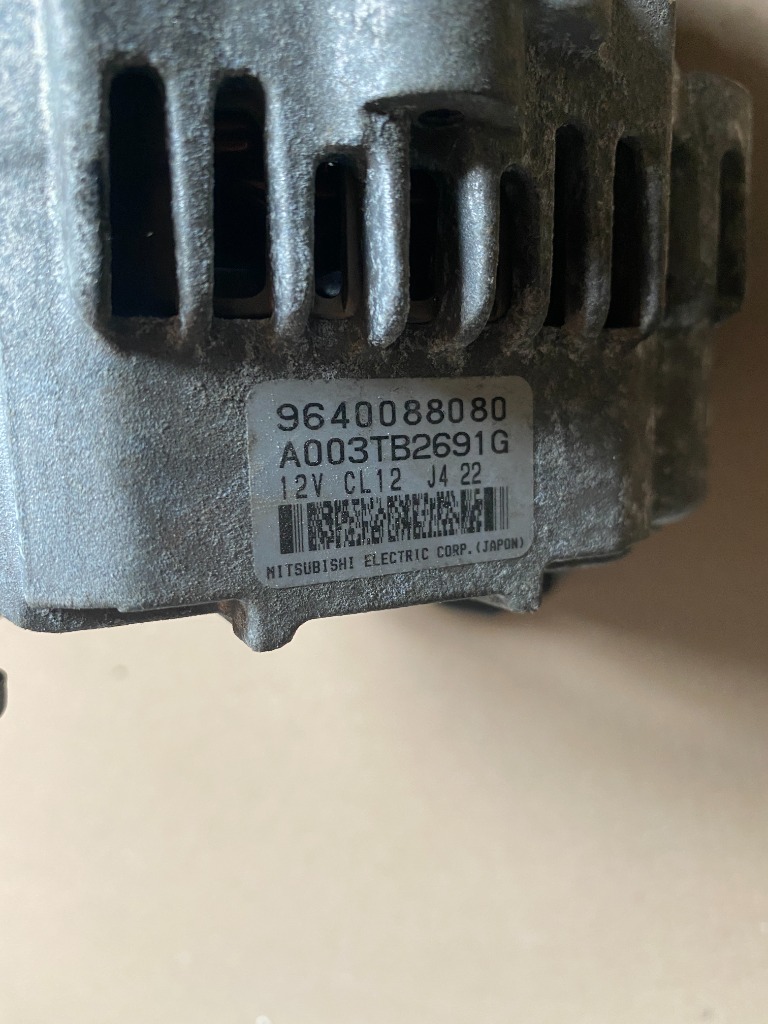 9640088080
A003TB2691G
12V CL12 J4 22
MITSUBISHI ELECTRIC CORP.(JAPON)